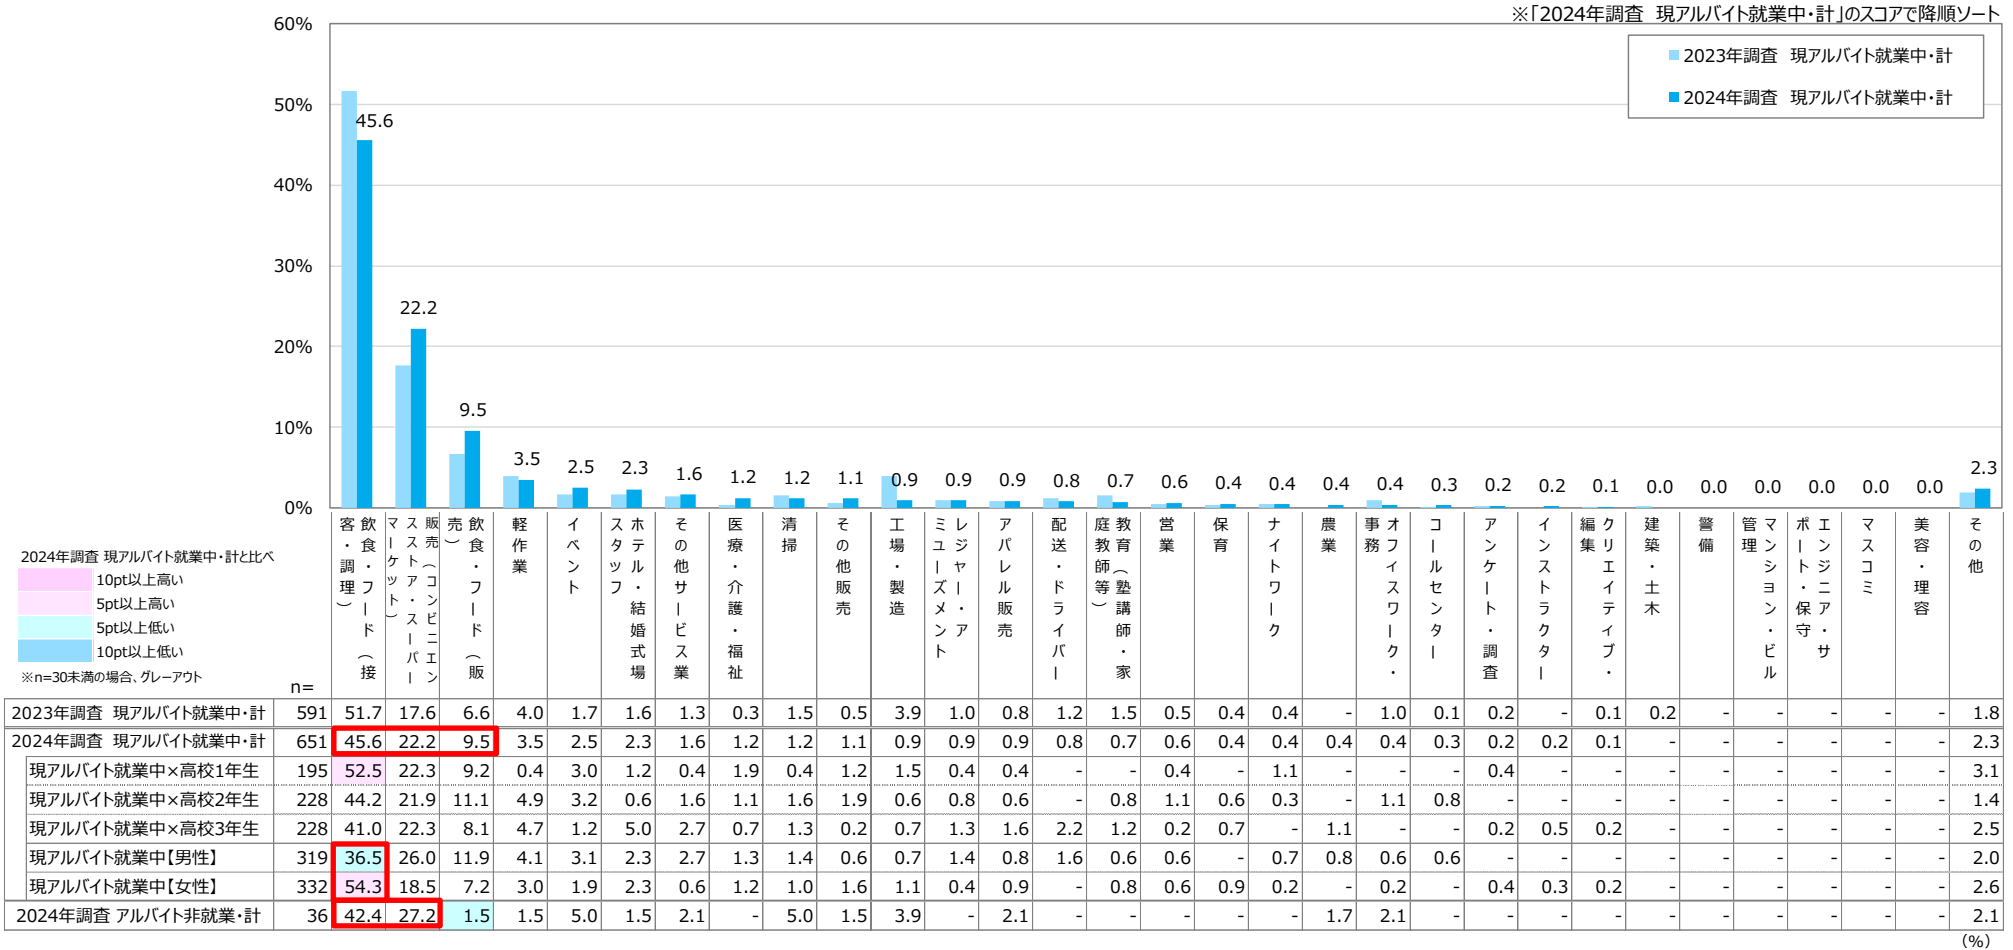 ※「2024年調査 現アルバイト就業中・計」のスコアで降順ソート
2023年調査 現アルバイト就業中・計
2024年調査 現アルバイト就業中・計
60%
50%
40%
30%
20%
10%
0%
45.6 22.2 9.5 3.5 2.5 2.3 1.6 1.2 1.2 1.1 0.9 0.9 0.9 0.8 0.7 0.6 0.4 0.4 0.4 0.4 0.3 0.2 0.2 0.1 0.0 0.0 0.0 0.0 0.0 0.0 2.3
飲食・フード（接
客・調理）
販売（コンビニエン
スストア・スーパー
マーケット）
飲食・フード（販
売）
軽作業
イベント
ホテル・結婚式場
スタッフ
その他サービス業
医療・介護・福祉
清掃
その他販売
工場・製造
レジャー・ア
ミューズメント
アパレル販売
配送・ドライバー
教育（塾講師・家
庭教師等）
営業
保育
ナイトワーク
農業
オフィスワーク・
事務
コールセンター
アンケート・調査
インストラクター
クリエイティブ・
編集
建築・土木
警備
マンション・ビル
管理
エンジニア・サ
ポート・保守
マスコミ
美容・理容
その他
2024年調査 現アルバイト就業中・計と比べ
10pt以上高い
5pt以上高い
5pt以上低い
10pt以上低い
※n=30未満の場合、グレーアウト
n=
2023年調査 現アルバイト就業中・計 591 51.7 17.6 6.6 4.0 1.7 1.6 1.3 0.3 1.5 0.5 3.9 1.0 0.8 1.2 1.5 0.5 0.4 0.4 - 1.0 0.1 0.2 - 0.1 0.2 - - - - - 1.8
2024年調査 現アルバイト就業中・計 651 45.6 22.2 9.5 3.5 2.5 2.3 1.6 1.2 1.2 1.1 0.9 0.9 0.9 0.8 0.7 0.6 0.4 0.4 0.4 0.4 0.3 0.2 0.2 0.1 - - - - - - 2.3
現アルバイト就業中×高校1年生 195 52.5 22.3 9.2 0.4 3.0 1.2 0.4 1.9 0.4 1.2 1.5 0.4 0.4 - - 0.4 - 1.1 - - - 0.4 - - - - - - - - 3.1
現アルバイト就業中×高校2年生 228 44.2 21.9 11.1 4.9 3.2 0.6 1.6 1.1 1.6 1.9 0.6 0.8 0.6 - 0.8 1.1 0.6 0.3 - 1.1 0.8 - - - - - - - - - 1.4
現アルバイト就業中×高校3年生 228 41.0 22.3 8.1 4.7 1.2 5.0 2.7 0.7 1.3 0.2 0.7 1.3 1.6 2.2 1.2 0.2 0.7 - 1.1 - - 0.2 0.5 0.2 - - - - - - 2.5
現アルバイト就業中【男性】 319 36.5 26.0 11.9 4.1 3.1 2.3 2.7 1.3 1.4 0.6 0.7 1.4 0.8 1.6 0.6 0.6 - 0.7 0.8 0.6 0.6 - - - - - - - - - 2.0
現アルバイト就業中【女性】 332 54.3 18.5 7.2 3.0 1.9 2.3 0.6 1.2 1.0 1.6 1.1 0.4 0.9 - 0.8 0.6 0.9 0.2 - 0.2 - 0.4 0.3 0.2 - - - - - - 2.6
2024年調査 アルバイト非就業・計 36 42.4 27.2 1.5 1.5 5.0 1.5 2.1 - 5.0 1.5 3.9 - 2.1 - - - - - 1.7 2.1 - - - - - - - - - - 2.1
(%)